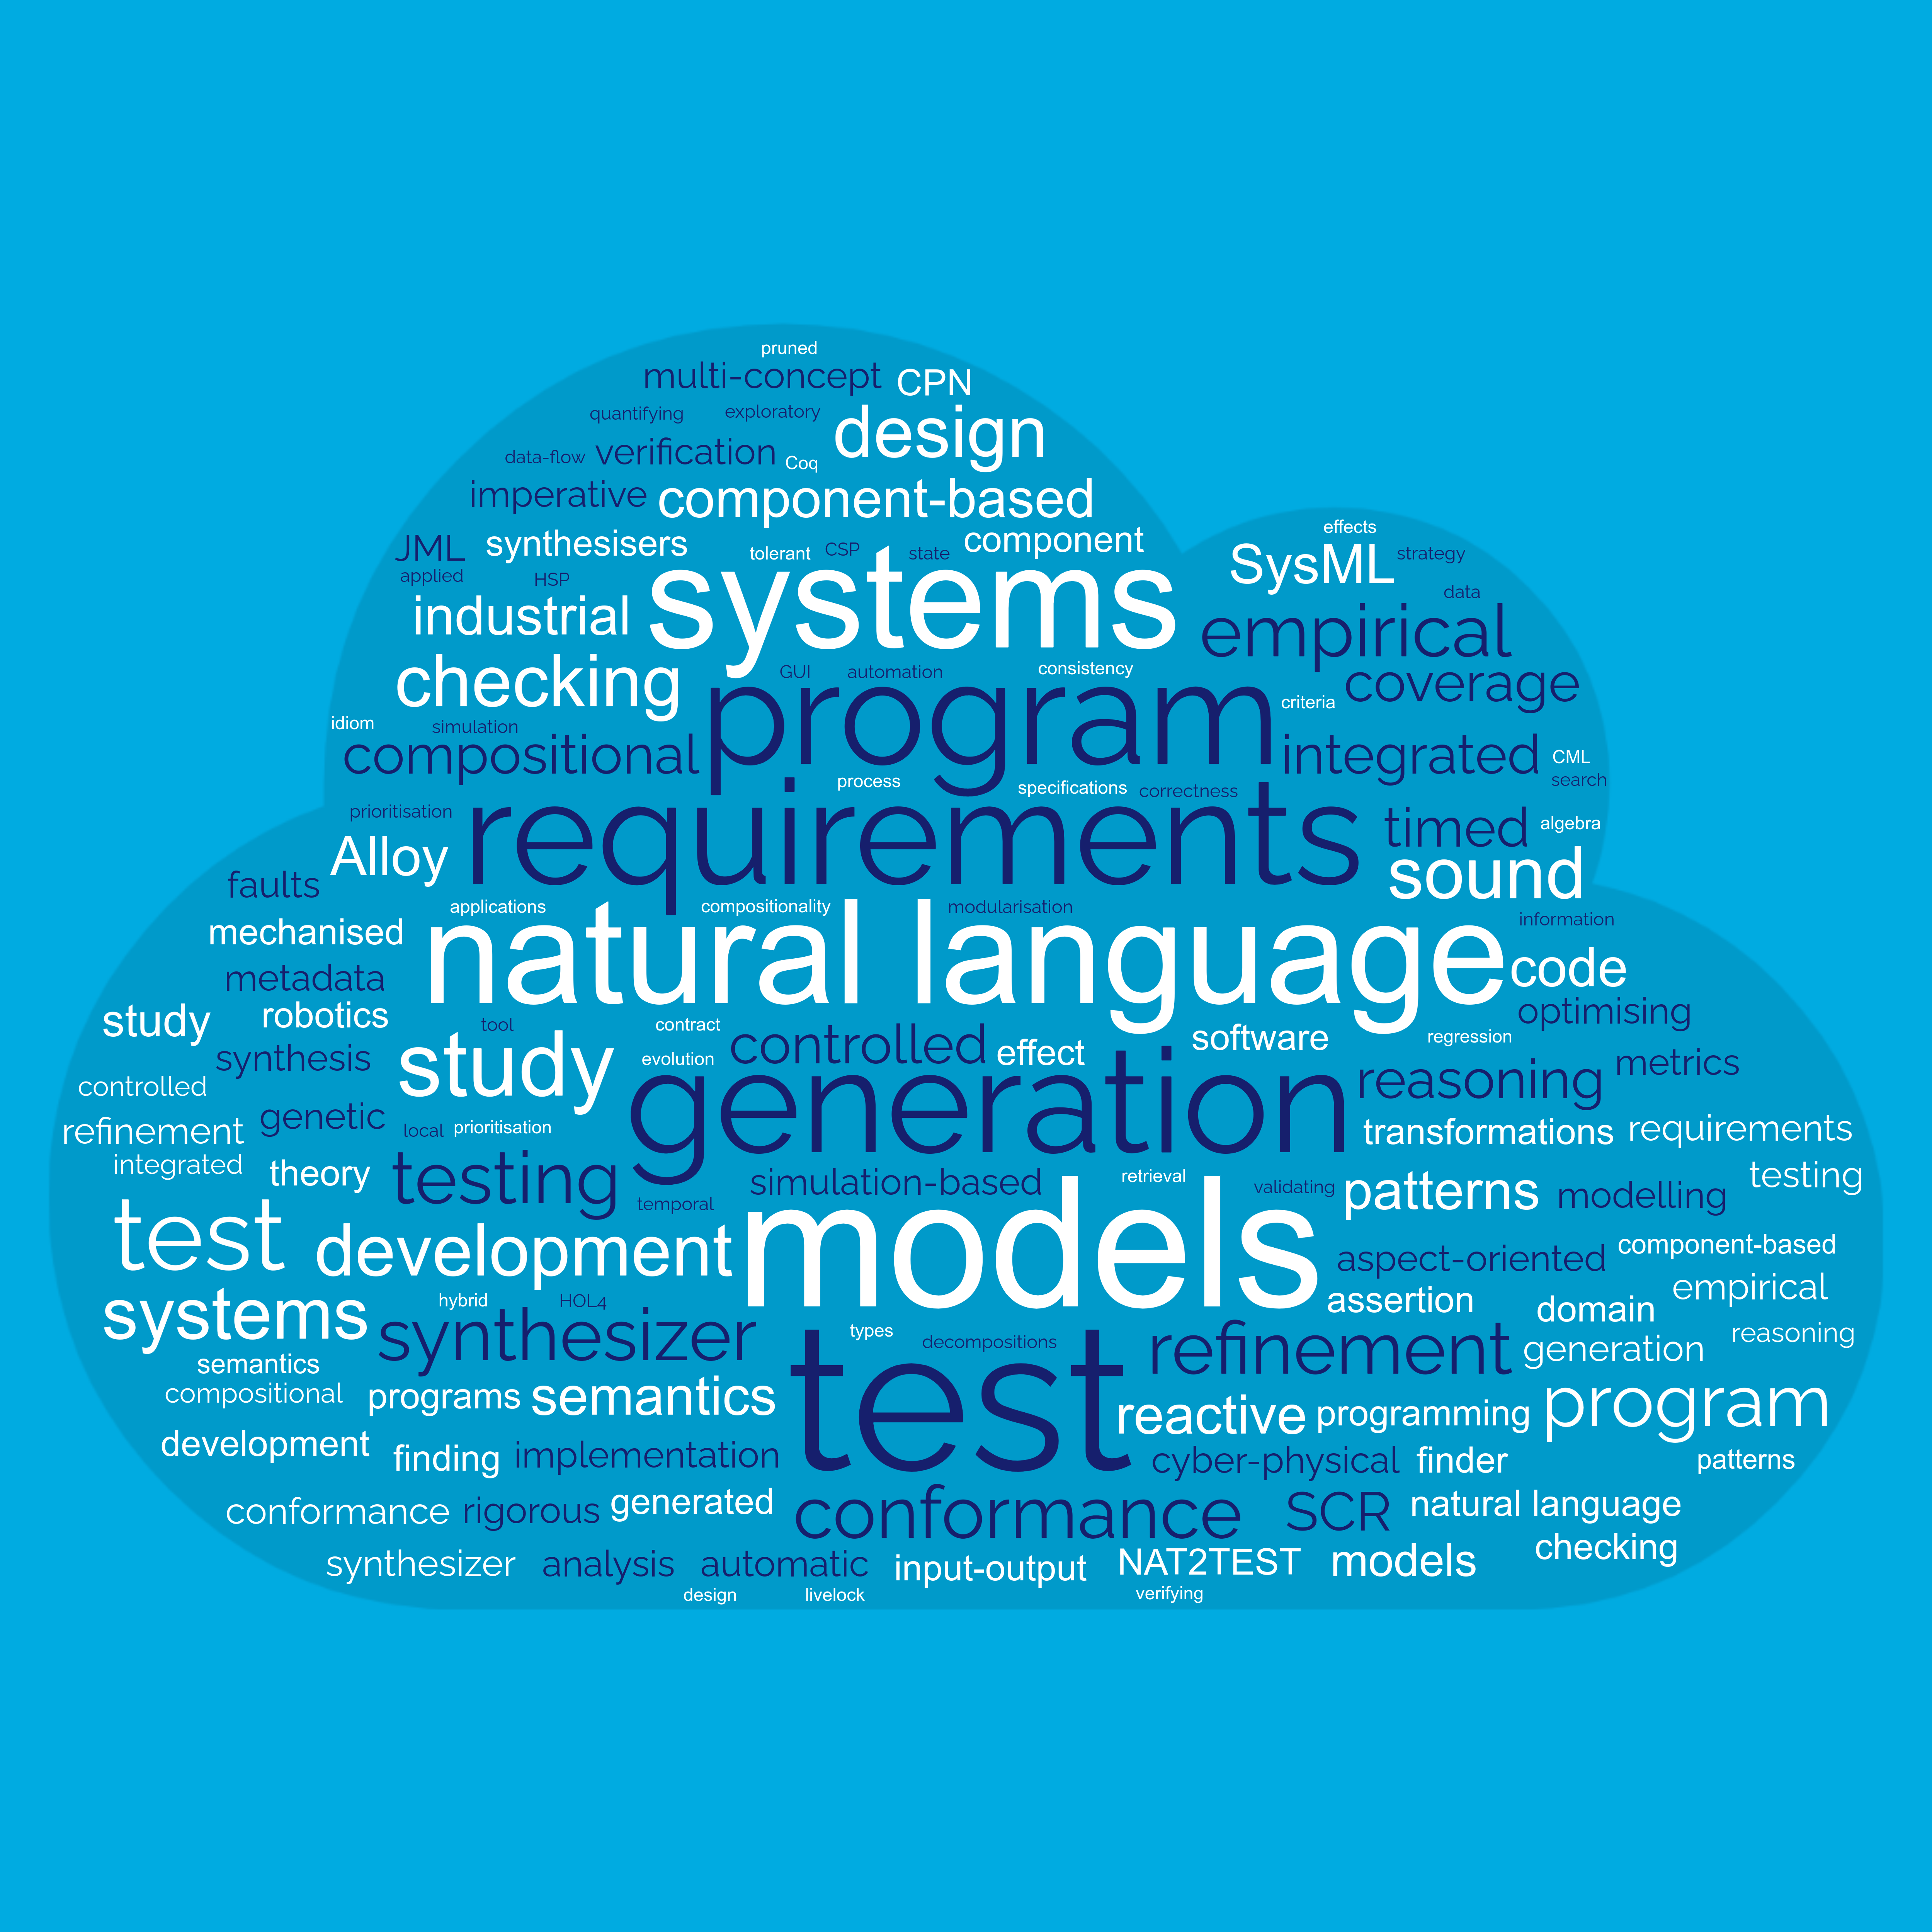 pruned
multi-concept CPN
quantifying exploratory design
data-flow verification Coq
imperative component-based
JML synthesisers tolerant CSP state component effects
applied HSP systems SysML strategy
industrial data
empirical
checking GUI automation consistency coverage
idiom simulation program criteria
compositional integrated CML
process specifications correctness search
prioritisation requirements timed algebra
Alloy sound
faults
applications compositionality modularisation information
mechanised natural language code
metadata
study robotics tool contract software optimising
synthesis study evolution controlled effect regression metrics
controlled generation reasoning
refinement genetic local prioritisation transformations requirements
integrated theory testing simulation-based retrieval validating patterns modelling testing
temporal
test development models aspect-oriented component-based
systems hybrid HOL4 assertion domain empirical
synthesizer types decompositions refinement generation reasoning
semantics
compositional programs semantics test reactive programming program
development finding implementation cyber-physical finder patterns
conformance rigorous generated conformance SCR natural language
synthesizer analysis automatic input-output NAT2TEST models checking
design livelock verifying